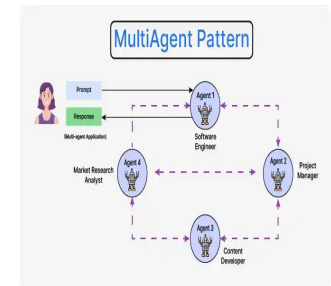 MultiAgent Pattern
Prompt
Response
(Multi-agent Application)
Agent 1
Software
Engineer
Agent 4
Market Research
Analyst
Agent 2
Project
Manager
Agent 3
Content
Developer